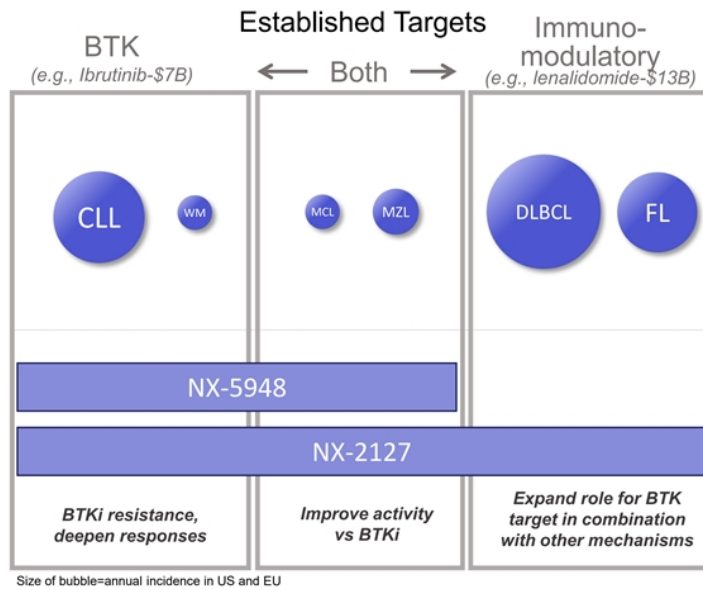 Established Targets
BTK
(e.g., Ibrutinib-$7B)
Both
Immuno-
modulatory
(e.g., lenalidomide-$13B)
CLL
WM
MCL
MZL
DLBCL
FL
NX-5948
NX-2127
BTKi resistance,
deepen responses
Improve activity
vs BTKi
Expand role for BTK
target in combination
with other mechanisms
Size of bubble=annual incidence in US and EU